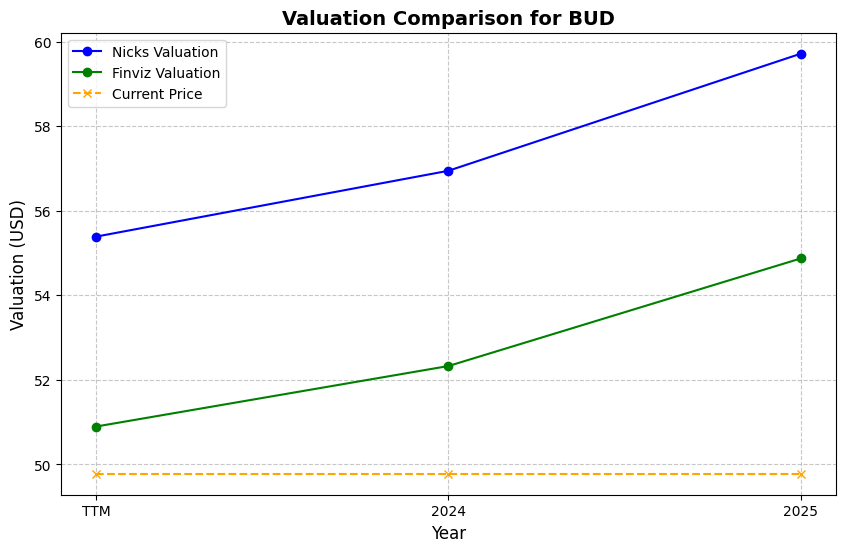 Valuation Comparison for BUD
Nicks Valuation
Finviz Valuation
Current Price
Valuation (USD)
60
58
56
54
52
50
TTM
2024
2025
Year